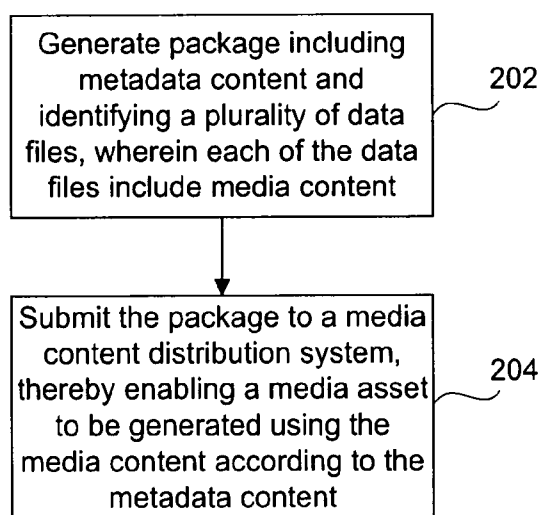 Generate package including
metadata content and
identifying a plurality of data
files, wherein each of the data
files include media content
202
Submit the package to a media
content distribution system,
thereby enabling a media asset
to be generated using the
media content according to the
metadata content
204